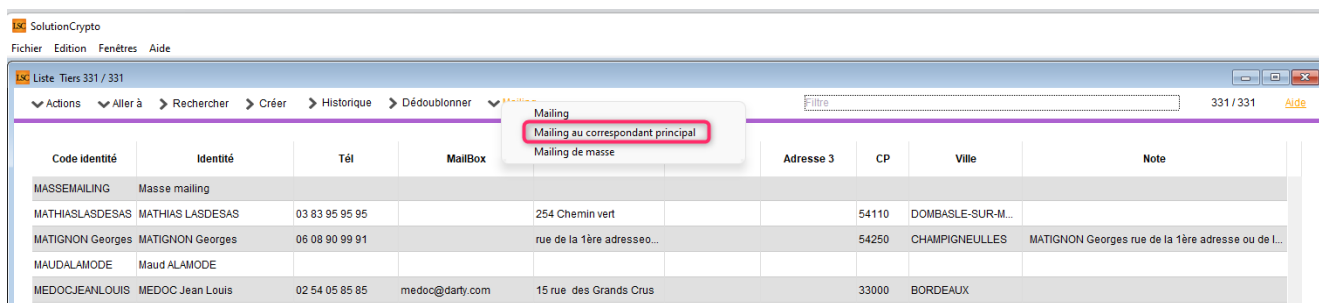 LSC SolutionCrypto
Fichier Edition Fenêtres Aide
LSC Liste Tiers 331 / 331
Actions Aller à Rechercher Créer Historique Dédoublonner Mailing Filtre 331 / 331 Aide
Mailing
Mailing au correspondant principal
Mailing de masse
Code identité Identité Tél MailBox Adresse 3 CP Ville Note
MASSEMAILING Masse mailing
MATHIASLASDESAS MATHIAS LASDESAS 03 83 95 95 95 254 Chemin vert 54110 DOMBASLE-SUR-M...
MATIGNON Georges MATIGNON Georges 06 08 90 99 91 rue de la 1ère adresseo... 54250 CHAMPIGNEULLES MATIGNON Georges rue de la 1ère adresse ou de l...
MAUDALAMODE Maud ALAMODE
MEDOCJEANLOUIS MEDOC Jean Louis 02 54 05 85 85 medoc@darty.com 15 rue des Grands Crus 33000 BORDEAUX